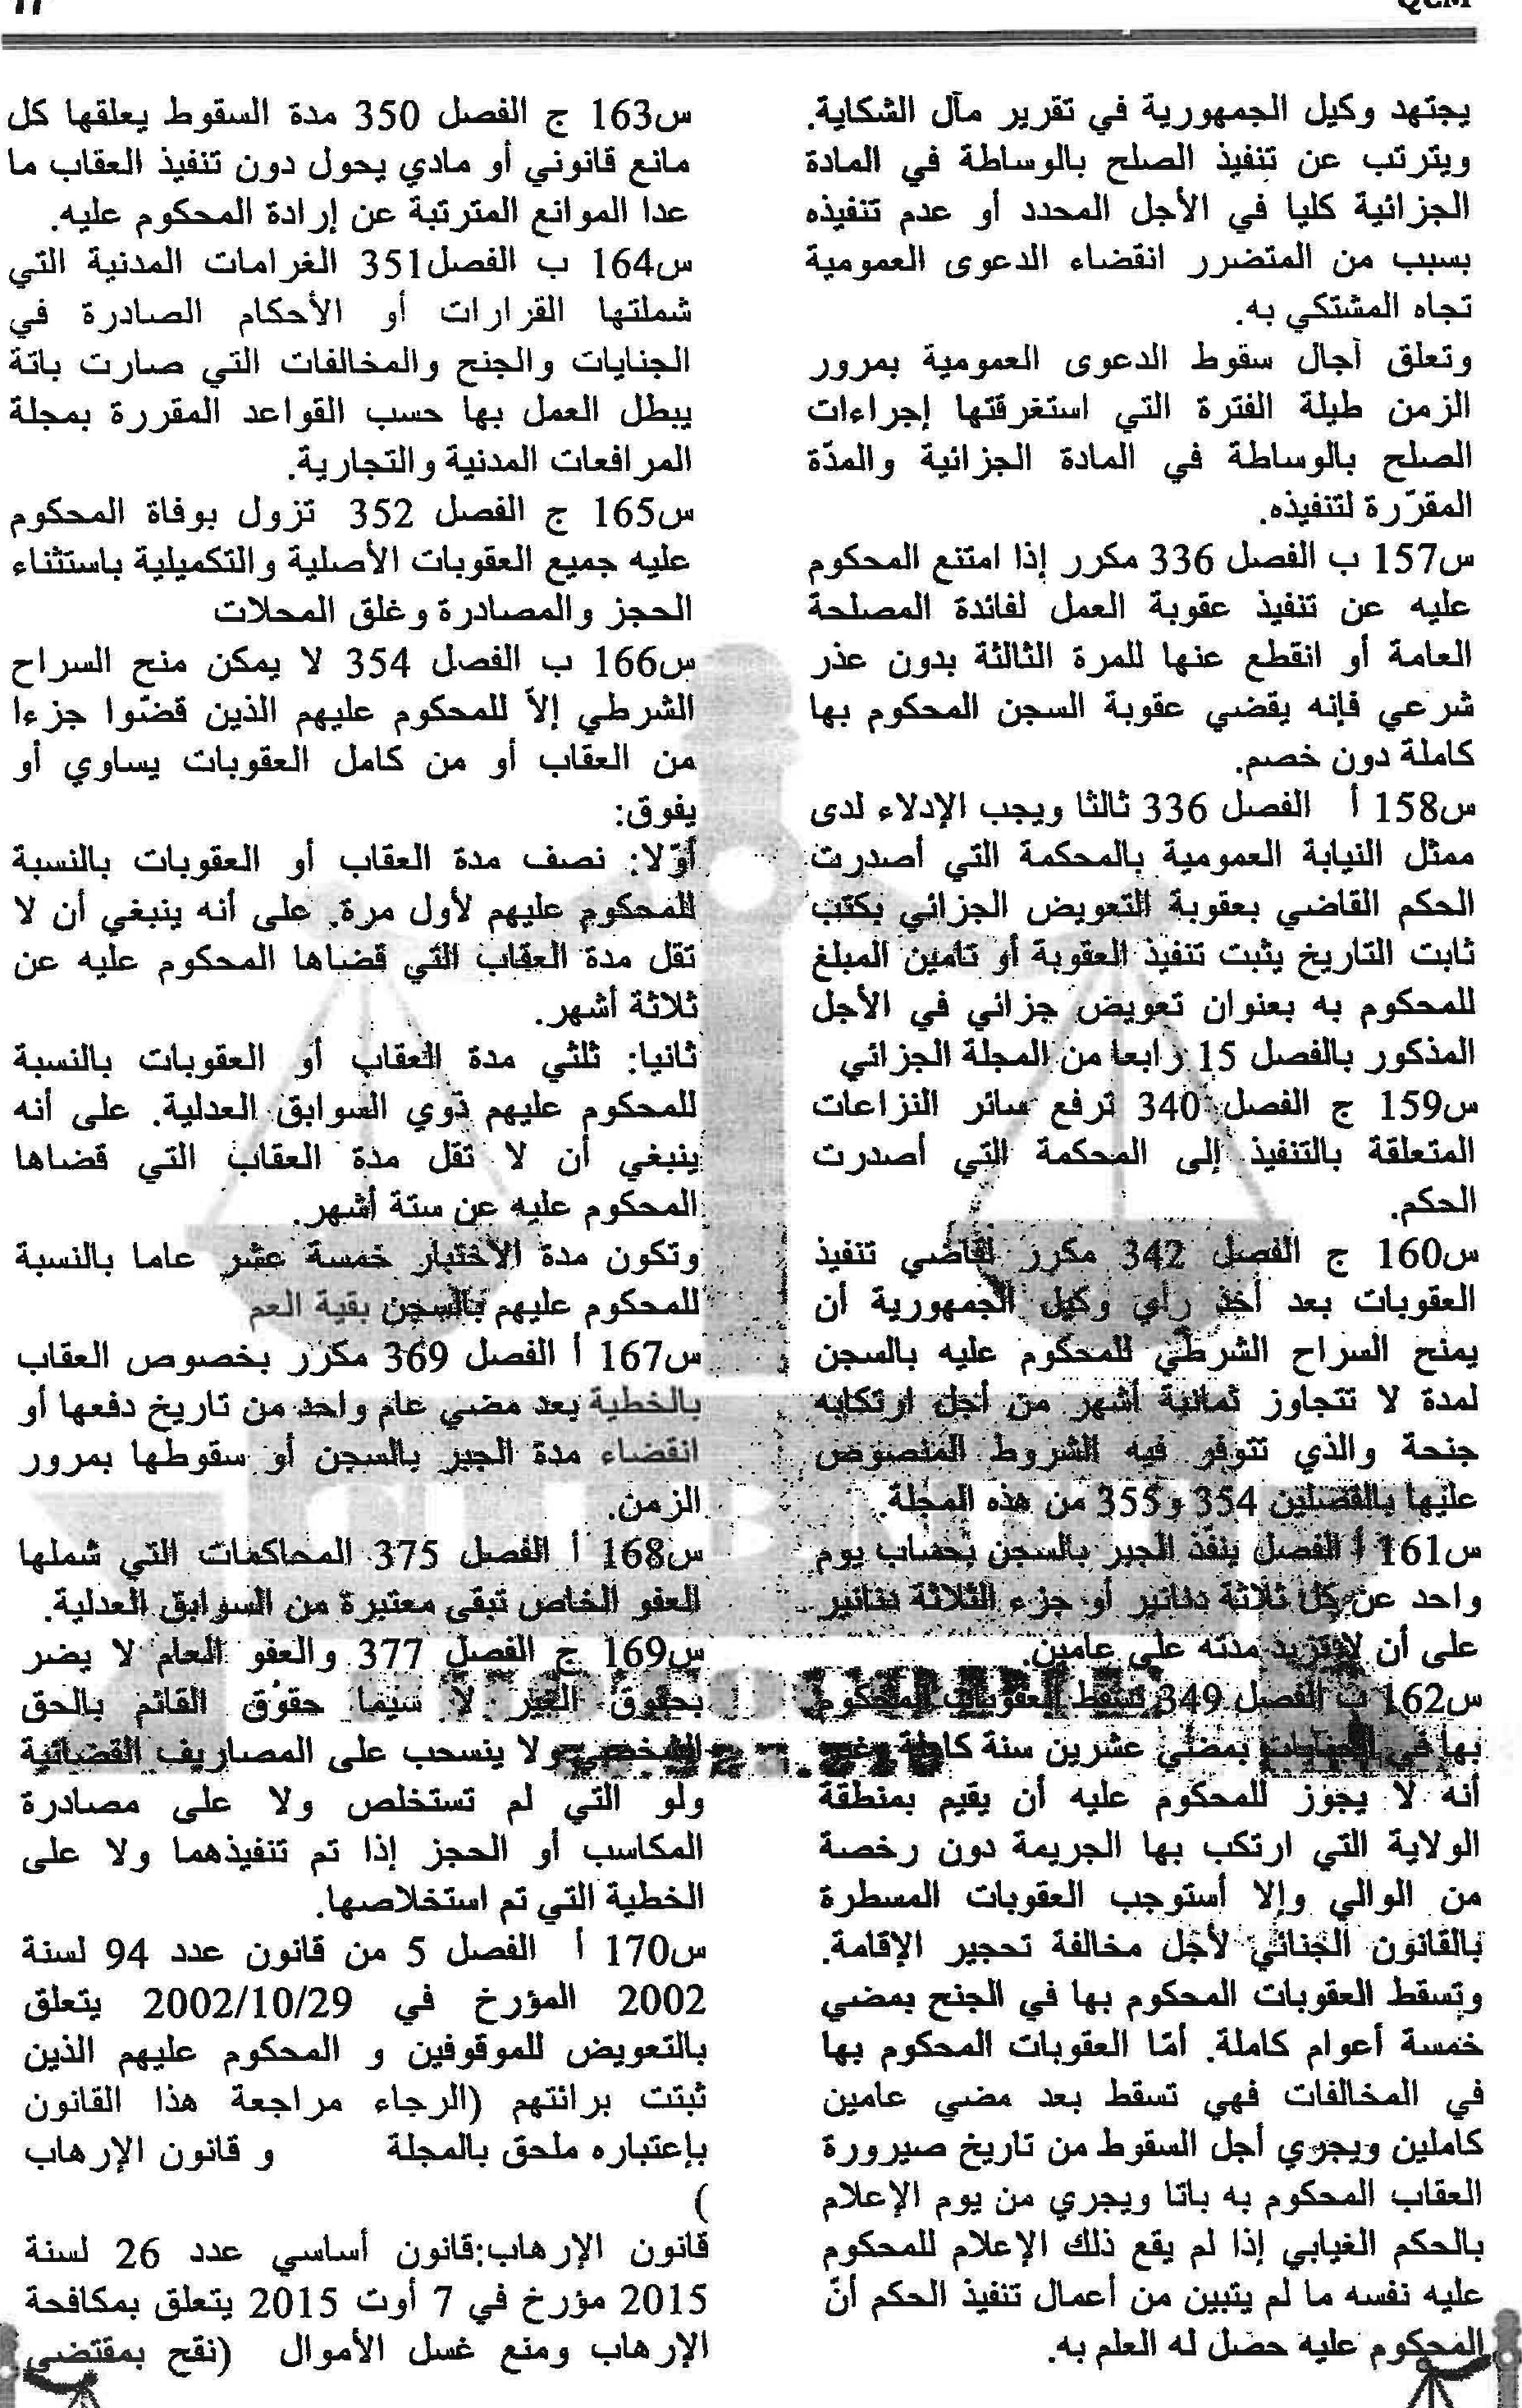 يجتهد وكيل الجمهورية في تقرير مآل الشكاية.
ويترتب عن تنفيذ الصلح بالوساطة في المادة
الجزائية كليا في الأجل المحدد أو عدم تنفيذه
بسبب من المتضرر انقضاء الدعوى العمومية
تجاه المشتكي به.
وتعلق آجال سقوط الدعوى العمومية بمرور
الزمن طيلة الفترة التي استغرقتها إجراءات
الصلح بالوساطة في المادة الجزائية والمدّة
المقرّرة لتنفيذه.
س157 ب الفصل 336 مكرر إذا امتنع المحكوم
عليه عن تنفيذ عقوبة العمل لفائدة المصلحة
العامة أو انقطع عنها للمرة الثالثة بدون عذر
شرعي فإنه يقضي عقوبة السجن المحكوم بها
كاملة دون خصم.
س158 أ الفصل 336 ثالثا ويجب الإدلاء لدى
ممثل النيابة العمومية بالمحكمة التي أصدرت
الحكم القاضي بعقوبة التعويض الجزائي بكتب
ثابت التاريخ يثبت تنفيذ العقوبة أو تامين المبلغ
للمحكوم به بعنوان تعويض جزائي في الأجل
المذكور بالفصل 15 رابعا من المجلة الجزائي
س159 ج الفصل 340 ترفع سائر النزاعات
المتعلقة بالتنفيذ إلى المحكمة التي أصدرت
الحكم.
س160 ج الفصل 342 مكرر لقاضي تنفيذ
العقوبات بعد أخذ رأي وكيل الجمهورية أن
يمنح السراح الشرطي للمحكوم عليه بالسجن
لمدة لا تتجاوز ثمانية أشهر من أجل ارتكابه
جنحة والذي تتوفر فيه الشروط المنصوص
عليها بالفصلين 354 و355 من هذه المجلة.
س161 أ الفصل ينفّذ الجبر بالسجن بحساب يوم
واحد عن كل ثلاثة دنانير أو جزء الثلاثة دنانير
على أن لا تزيد مدته على عامين.
س162 ب الفصل 349 تسقط العقوبات المحكوم
بها في الجنايات بمضي عشرين سنة كاملة وغير
أنه لا يجوز للمحكوم عليه أن يقيم بمنطقة
الولاية التي ارتكب بها الجريمة دون رخصة
من الوالي وإلا أستوجب العقوبات المسطرة
بالقانون الجنائي لأجل مخالفة تحجير الإقامة.
وتسقط العقوبات المحكوم بها في الجنح بمضي
خمسة أعوام كاملة. أمّا العقوبات المحكوم بها
في المخالفات فهي تسقط بعد مضي عامين
كاملين ويجري أجل السقوط من تاريخ صيرورة
العقاب المحكوم به باتا ويجري من يوم الإعلام
بالحكم الغيابي إذا لم يقع ذلك الإعلام للمحكوم
عليه نفسه ما لم يتبين من أعمال تنفيذ الحكم أنّ
المحكوم عليه حصل له العلم به.
س163 ج الفصل 350 مدة السقوط يعلقها كل
مانع قانوني أو مادي يحول دون تنفيذ العقاب ما
عدا الموانع المترتبة عن إرادة المحكوم عليه.
س164 ب الفصل351 الغرامات المدنية التي
شملتها القرارات أو الأحكام الصادرة في
الجنايات والجنح والمخالفات التي صارت باتة
يبطل العمل بها حسب القواعد المقررة بمجلة
المرافعات المدنية والتجارية.
س165 ج الفصل 352 تزول بوفاة المحكوم
عليه جميع العقوبات الأصلية والتكميلية باستثناء
الحجز والمصادرة وغلق المحلات
س166 ب الفصل 354 لا يمكن منح السراح
الشرطي إلاّ للمحكوم عليهم الذين قضّوا جزءا
من العقاب أو من كامل العقوبات يساوي أو
يفوق:
أوّلا: نصف مدة العقاب أو العقوبات بالنسبة
للمحكوم عليهم لأول مرة. على أنه ينبغي أن لا
تقل مدة العقاب التي قضاها المحكوم عليه عن
ثلاثة أشهر.
ثانيا: ثلثي مدة العقاب أو العقوبات بالنسبة
للمحكوم عليهم ذوي السوابق العدلية. على أنه
ينبغي أن لا تقل مدة العقاب التي قضاها
المحكوم عليه عن ستة أشهر.
وتكون مدة الاختبار خمسة عشر عاما بالنسبة
للمحكوم عليهم بالسجن بقية العم
س167 أ الفصل 369 مكرر بخصوص العقاب
بالخطية بعد مضي عام واحد من تاريخ دفعها أو
انقضاء مدة الجبر بالسجن أو سقوطها بمرور
الزمن.
س168 أ الفصل 375 المحاكمات التي شملها
العفو الخاص تبقى معتبرة من السوابق العدلية.
س169 ج الفصل 377 والعفو العام لا يضر
بحقوق الغير لا سيما حقوق القائم بالحق
الشخصي ولا ينسحب على المصاريف القضائية
ولو التي لم تستخلص ولا على مصادرة
المكاسب أو الحجز إذا تم تنفيذهما ولا على
الخطية التي تم استخلاصها.
س170 أ الفصل 5 من قانون عدد 94 لسنة
2002 المؤرخ في 2002/10/29 يتعلق
بالتعويض للموقوفين و المحكوم عليهم الذين
ثبتت برائتهم (الرجاء مراجعة هذا القانون
بإعتباره ملحق بالمجلة و قانون الإرهاب
)
قانون الإرهاب:قانون أساسي عدد 26 لسنة
2015 مؤرخ في 7 أوت 2015 يتعلق بمكافحة
الإرهاب ومنع غسل الأموال (نقح بمقتضى